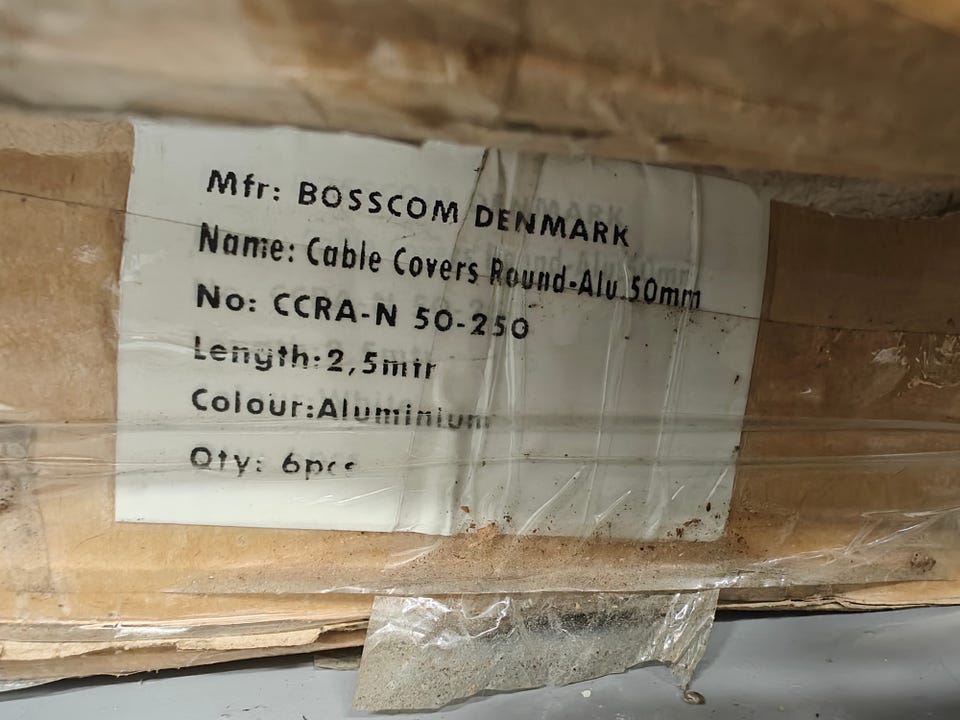 Mfr: BOSSCOM DENMARK
Name: Cable Covers Round-Alu 50mm
No: CCRA-N 50-250
Length:2,5mtr
Colour:Aluminium
Qty: 6pcs